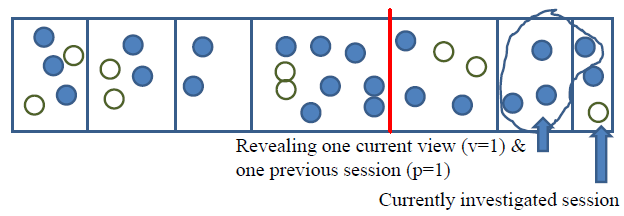 Revealing one current view (v=1) &
one previous session (p=1)
Currently investigated session